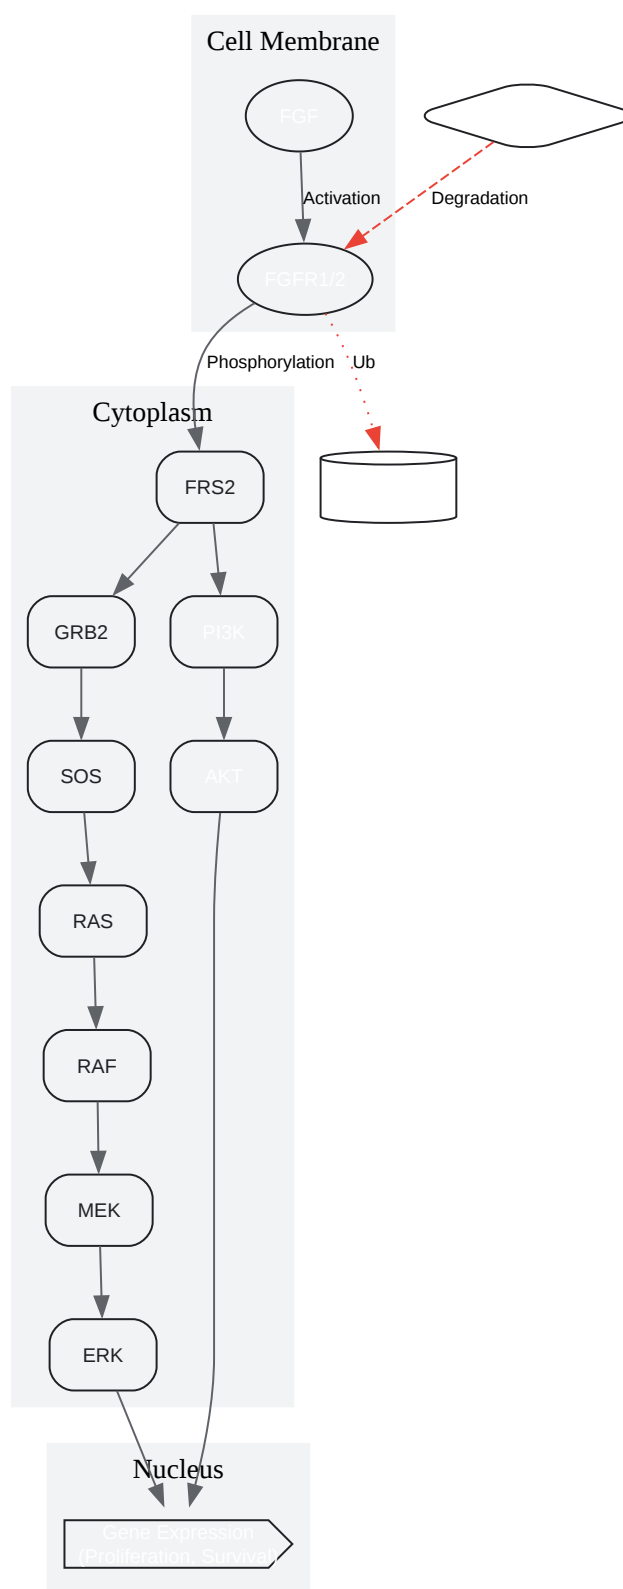 Cell Membrane
FGF
Activation
Degradation
FGFR1/2
Phosphorylation
Ub
Cytoplasm
FRS2
GRB2
PI3K
SOS
AKT
RAS
RAF
MEK
ERK
Nucleus
Gene Expression
(Proliferation, Survival)